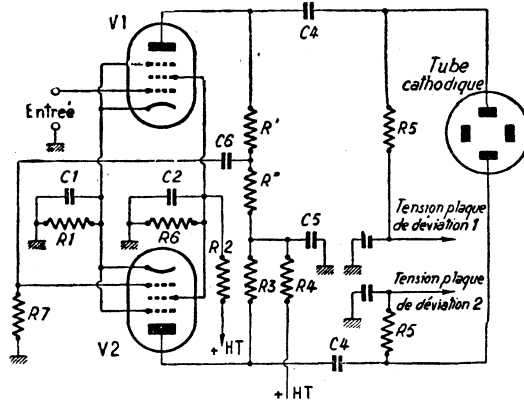 V1
C4
Tube
cathodique
Entreé
R'
R5
C6
R"
C1
C2
C5
R1
R6
R2
Tension plaque
de déviation 1
R3
R4
R7
Tension plaque
de déviation 2
R5
V2
C4
+ HT
+ HT